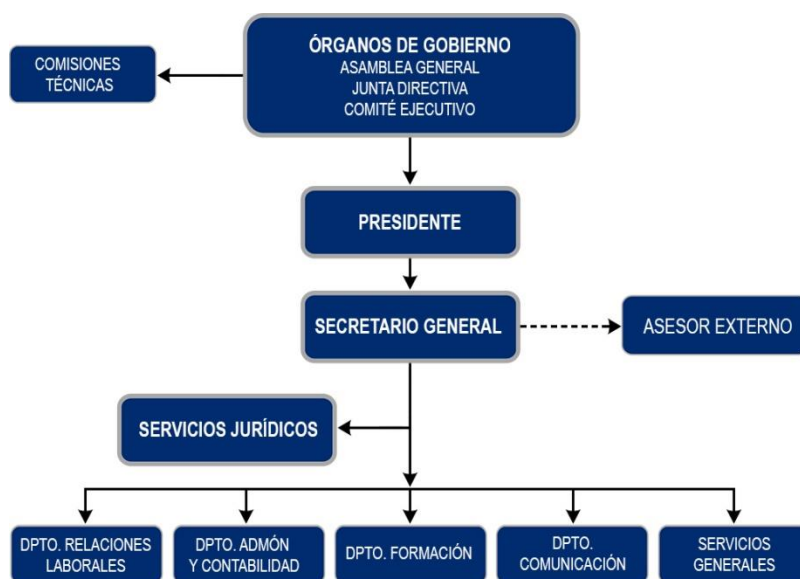 ÓRGANOS DE GOBIERNO
ASAMBLEA GENERAL
JUNTA DIRECTIVA
COMITÉ EJECUTIVO
COMISIONES
TÉCNICAS
PRESIDENTE
SECRETARIO GENERAL
ASESOR EXTERNO
SERVICIOS JURÍDICOS
DPTO. RELACIONES
LABORALES
DPTO. ADMÓN
Y CONTABILIDAD
DPTO. FORMACIÓN
DPTO.
COMUNICACIÓN
SERVICIOS
GENERALES